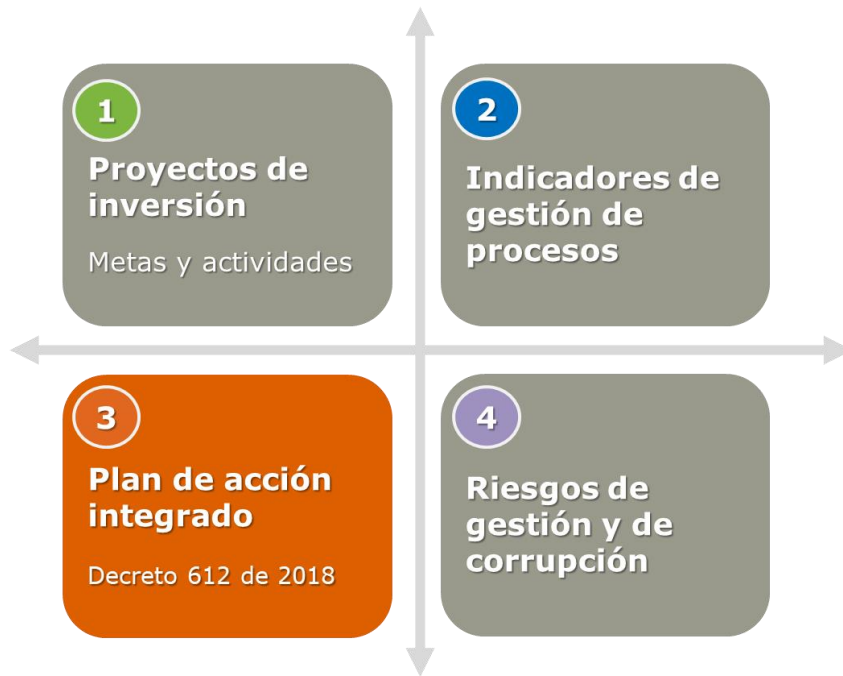 1
Proyectos de
inversión
Metas y actividades
2
Indicadores de
gestión de
procesos
3
Plan de acción
integrado
Decreto 612 de 2018
4
Riesgos de
gestión y de
corrupción